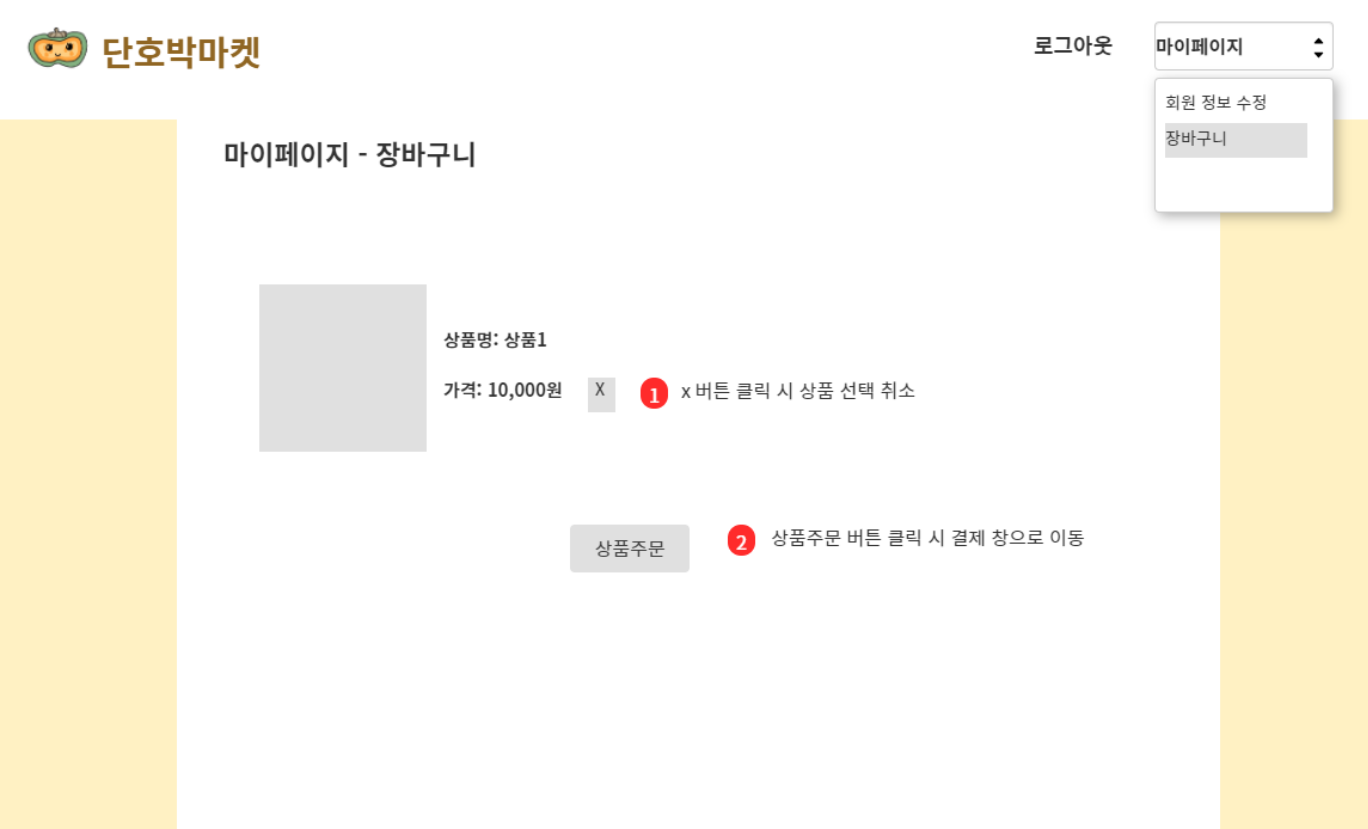 단호박마켓
로그아웃
마이페이지
회원 정보 수정
장바구니
마이페이지 - 장바구니
상품명: 상품1
가격: 10,000원
X
1
x 버튼 클릭 시 상품 선택 취소
상품주문
2
상품주문 버튼 클릭 시 결제 창으로 이동